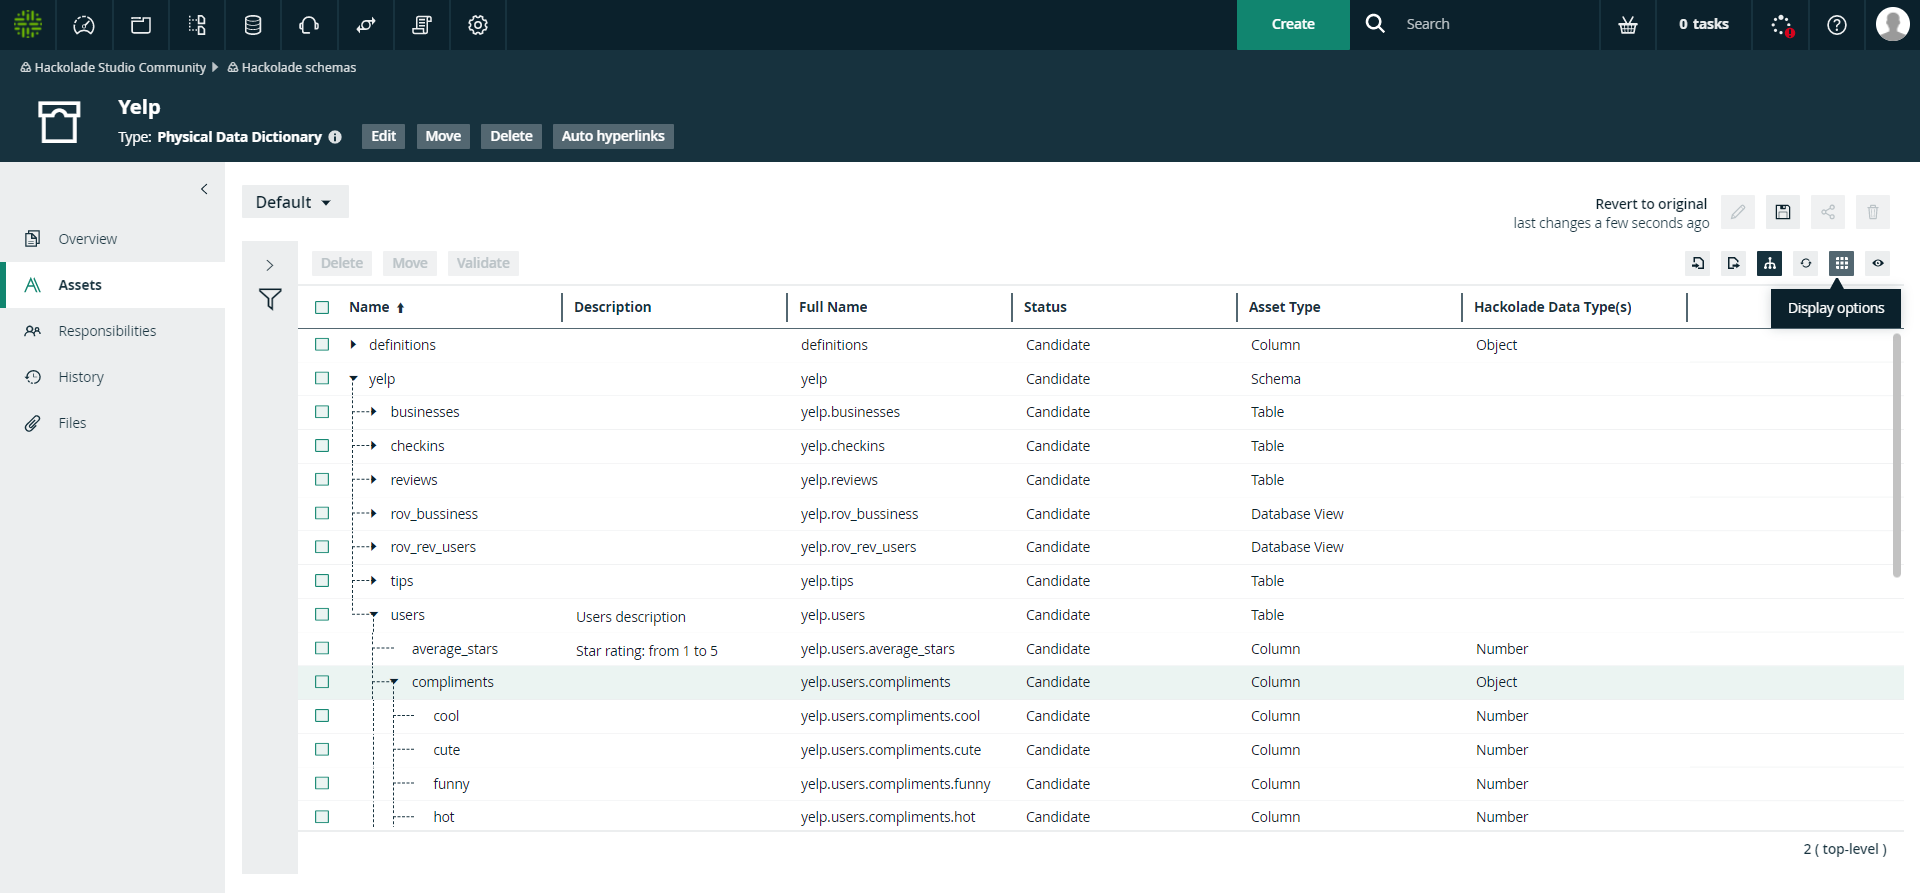 Create
Search
0 tasks
Hackolade Studio Community
Hackolade schemas
Yelp
Type: Physical Data Dictionary
Edit
Move
Delete
Auto hyperlinks
Overview
Assets
Responsibilities
History
Files
Default
Revert to original
last changes a few seconds ago
Delete
Move
Validate
Display options
Name Description Full Name Status Asset Type Hackolade Data Type(s)
definitions definitions Candidate Column Object
yelp yelp Candidate Schema
businesses yelp.businesses Candidate Table
checkins yelp.checkins Candidate Table
reviews yelp.reviews Candidate Table
rov_bussiness yelp.rov_bussiness Candidate Database View
rov_rev_users yelp.rov_rev_users Candidate Database View
tips yelp.tips Candidate Table
users Users description yelp.users Candidate Table
average_stars Star rating: from 1 to 5 yelp.users.average_stars Candidate Column Number
compliments yelp.users.compliments Candidate Column Object
cool yelp.users.compliments.cool Candidate Column Number
cute yelp.users.compliments.cute Candidate Column Number
funny yelp.users.compliments.funny Candidate Column Number
hot yelp.users.compliments.hot Candidate Column Number
2 ( top-level )